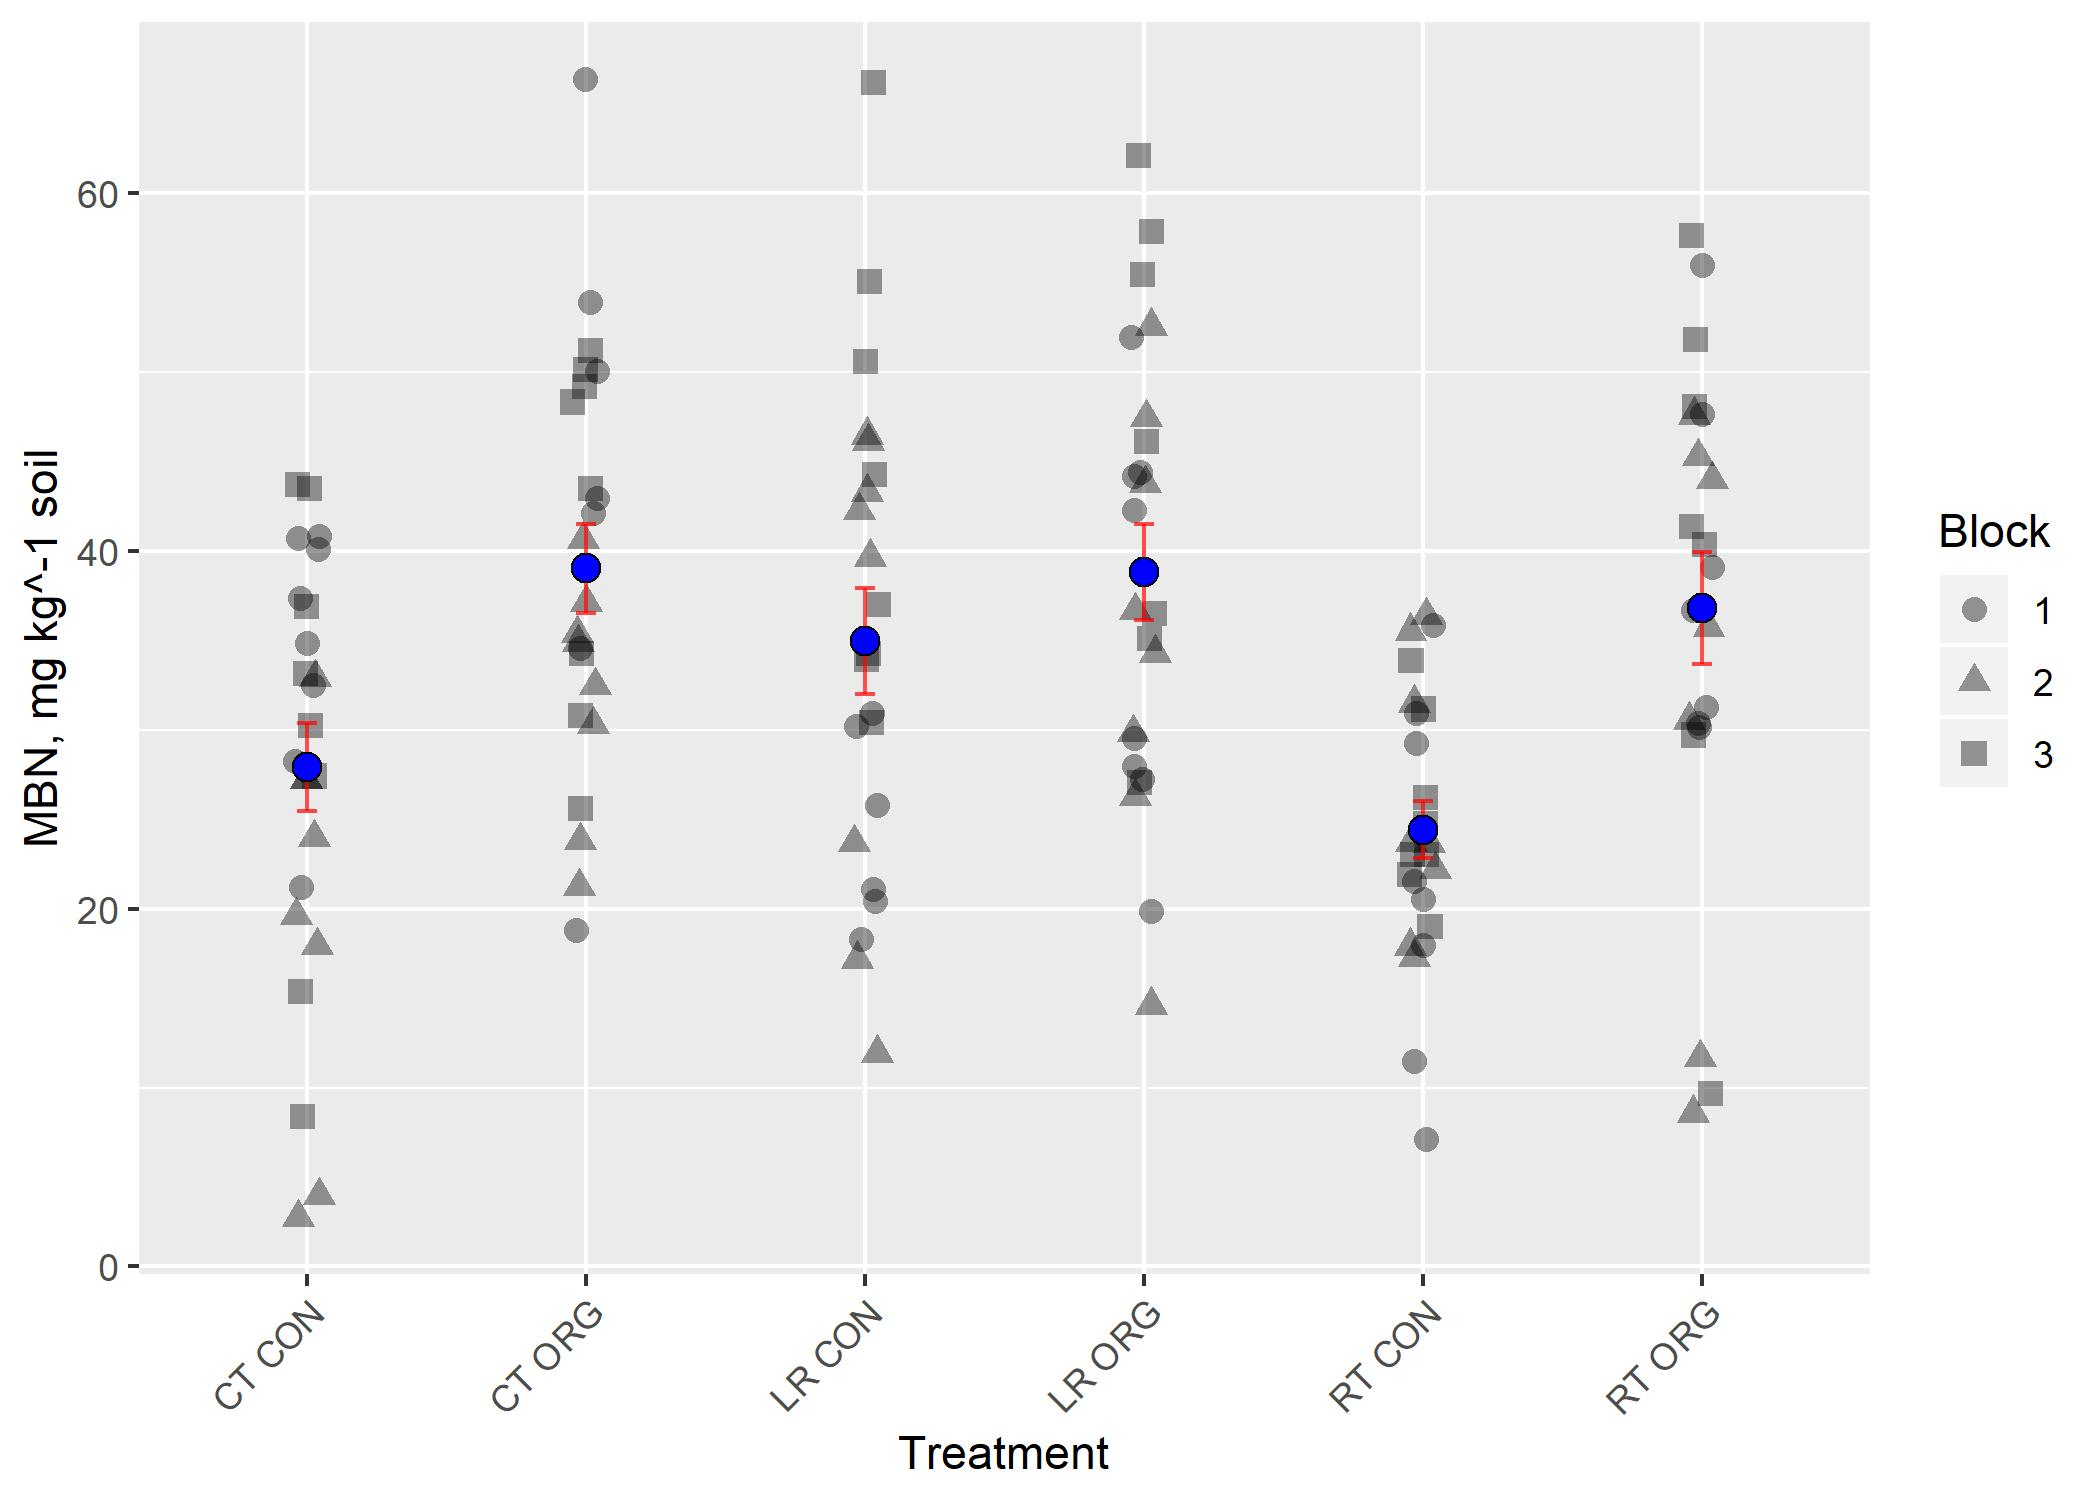 MBN, mg kg^-1 soil
60
40
20
0
CT CON
CT ORG
LR CON
LR ORG
RT CON
RT ORG
Treatment
Block
1
2
3